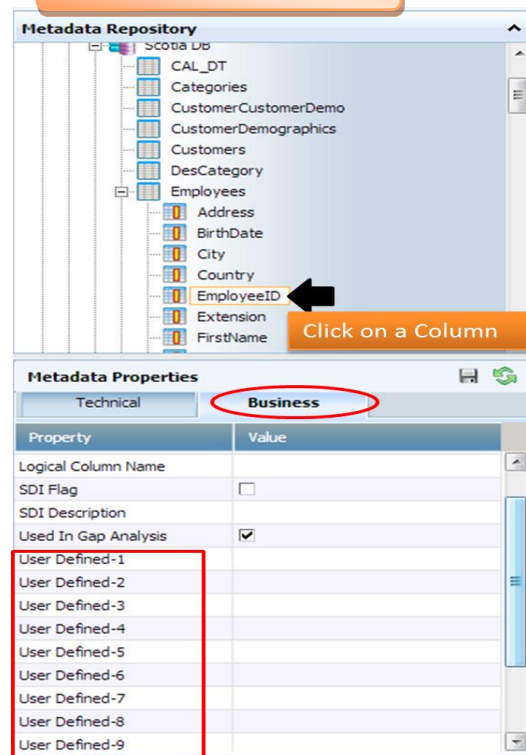 Metadata Repository
Scotia DB
CAL_DT
Categories
CustomerCustomerDemo
CustomerDemographics
Customers
DesCategory
Employees
Address
BirthDate
City
Country
EmployeeID
Extension
Click on a Column
FirstName
Metadata Properties
Technical Business
Property Value
Logical Column Name
SDI Flag
SDI Description
Used In Gap Analysis
User Defined-1
User Defined-2
User Defined-3
User Defined-4
User Defined-5
User Defined-6
User Defined-7
User Defined-8
User Defined-9